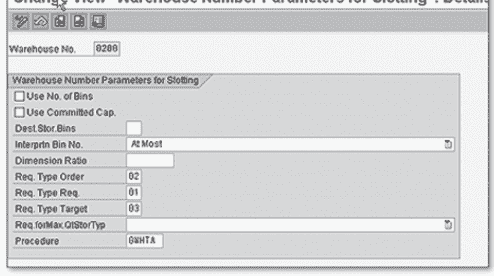 Change View "Warehouse Number Parameters for Slotting": Details
Warehouse No. 0200
Warehouse Number Parameters for Slotting
Use No. of Bins
Use Committed Cap.
Dest.Stor.Bins
Interprtn Bin No. At Most
Dimension Ratio
Req. Type Order 02
Req. Type Req. 01
Req. Type Target 03
Req.forMax.QtStorTyp
Procedure